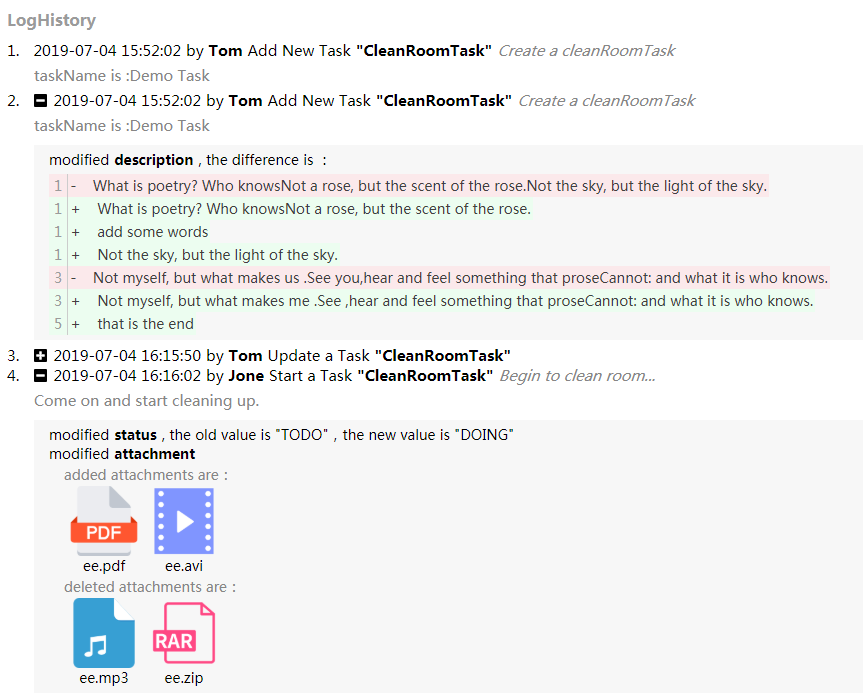 LogHistory
1. 2019-07-04 15:52:02 by Tom Add New Task "CleanRoomTask" Create a cleanRoomTask
taskName is :Demo Task
2. 2019-07-04 15:52:02 by Tom Add New Task "CleanRoomTask" Create a cleanRoomTask
taskName is :Demo Task
modified description , the difference is :
1 - What is poetry? Who knowsNot a rose, but the scent of the rose.Not the sky, but the light of the sky.
1 + What is poetry? Who knowsNot a rose, but the scent of the rose.
1 + add some words
1 + Not the sky, but the light of the sky.
3 - Not myself, but what makes us .See you,hear and feel something that proseCannot: and what it is who knows.
3 + Not myself, but what makes me .See ,hear and feel something that proseCannot: and what it is who knows.
5 + that is the end
3. 2019-07-04 16:15:50 by Tom Update a Task "CleanRoomTask"
4. 2019-07-04 16:16:02 by Jone Start a Task "CleanRoomTask" Begin to clean room...
Come on and start cleaning up.
modified status , the old value is "TODO" , the new value is "DOING"
modified attachment
added attachments are :
PDF
ee.pdf ee.avi
deleted attachments are :
RAR
ee.mp3 ee.zip